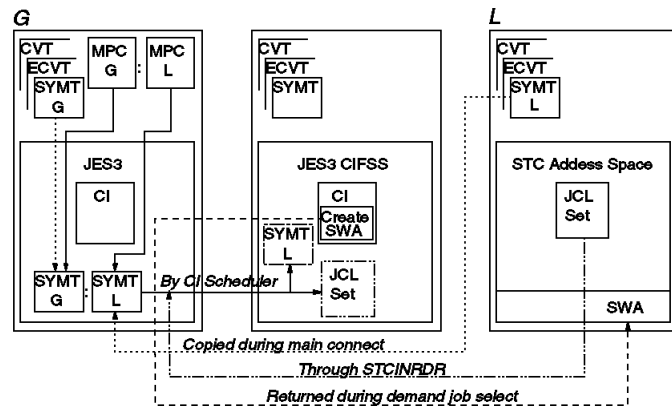 G
CVT
ECVT
SYMT
G
MPC
G
:
MPC
L
JES3
CI
SYMT
G
:
SYMT
L
CVT
ECVT
SYMT
JES3 CIFSS
CI
Create
SWA
SYMT
L
JCL
Set
By CI Scheduler
L
CVT
ECVT
SYMT
L
STC Addess Space
JCL
Set
SWA
Copied during main connect
Through STCINRDR
Returned during demand job select